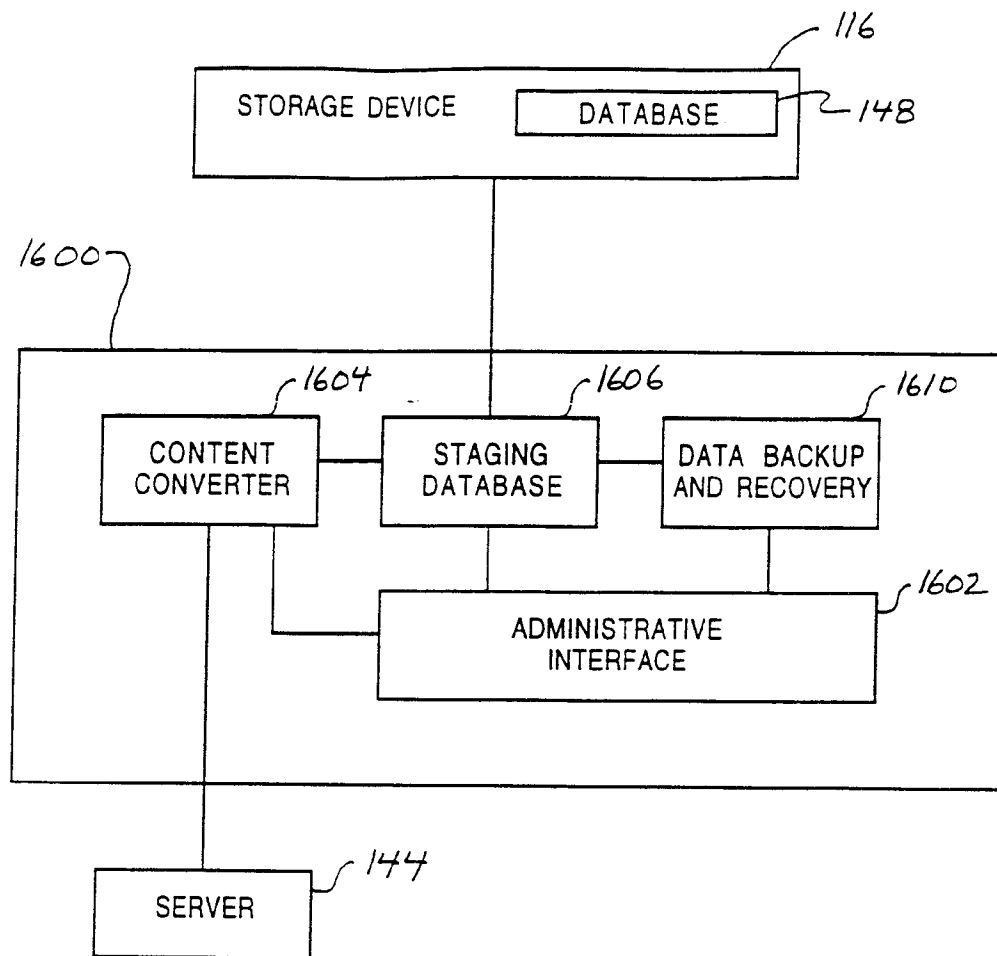 116
STORAGE DEVICE
DATABASE
148
1600
1604
1606
1610
CONTENT
CONVERTER
STAGING
DATABASE
DATA BACKUP
AND RECOVERY
1602
ADMINISTRATIVE
INTERFACE
144
SERVER